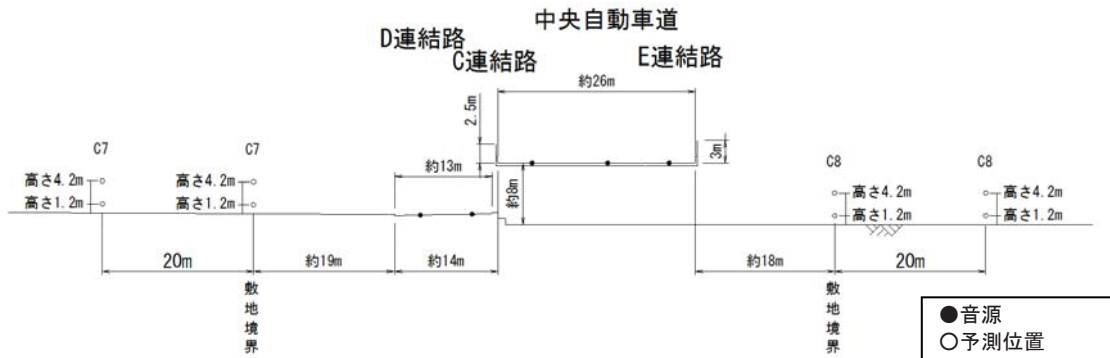 中央自動車道
D連結路
C連結路
E連結路
約26m
2.5m
3m
C7
C7
C8
C8
約13m
約8m
高さ4.2m
高さ1.2m
高さ4.2m
高さ1.2m
高さ4.2m
高さ1.2m
高さ4.2m
高さ1.2m
20m
約19m
約14m
約18m
20m
敷地境界
敷地境界
●音源
○予測位置